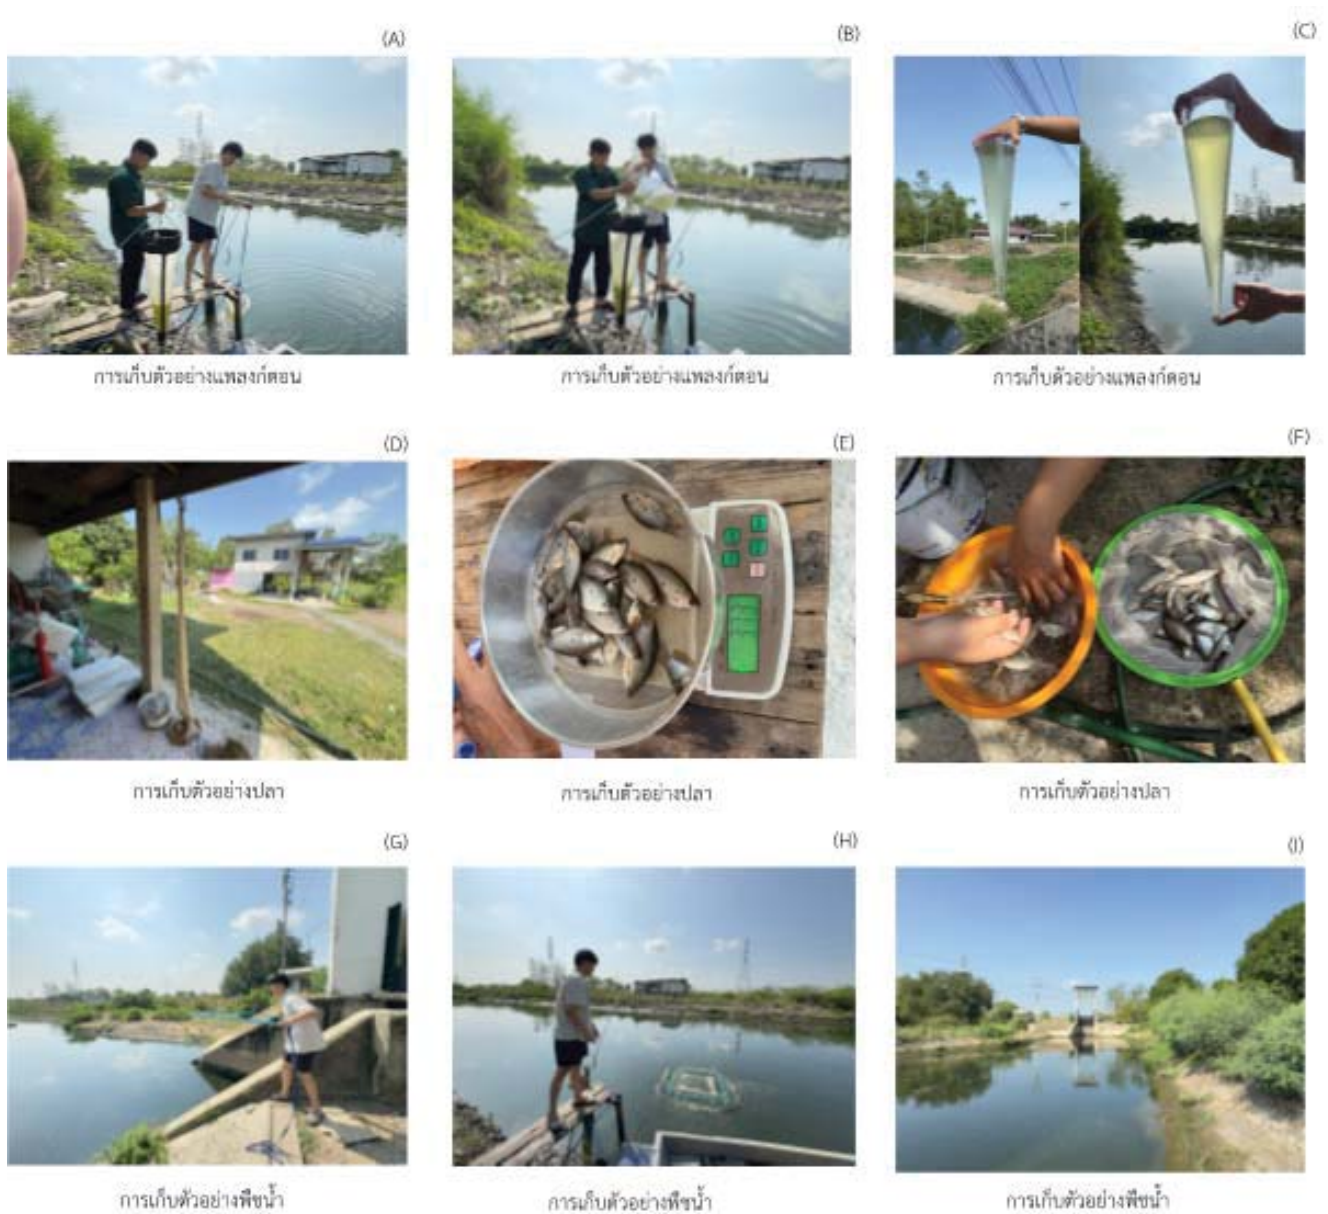 (A)
(B)
(C)
การเก็บตัวอย่างแพลงก์ตอน
การเก็บตัวอย่างแพลงก์ตอน
การเก็บตัวอย่างแพลงก์ตอน
(D)
(E)
(F)
การเก็บตัวอย่างปลา
การเก็บตัวอย่างปลา
การเก็บตัวอย่างปลา
(G)
(H)
(I)
การเก็บตัวอย่างพืชน้ำ
การเก็บตัวอย่างพืชน้ำ
การเก็บตัวอย่างพืชน้ำ